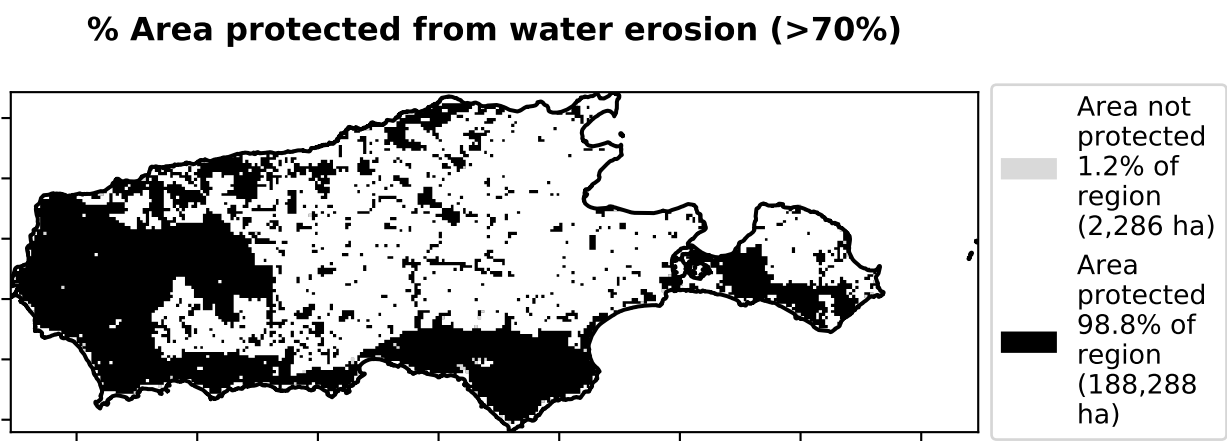 % Area protected from water erosion (>70%)
Area not
protected
1.2% of
region
(2,286 ha)
Area
protected
98.8% of
region
(188,288
ha)